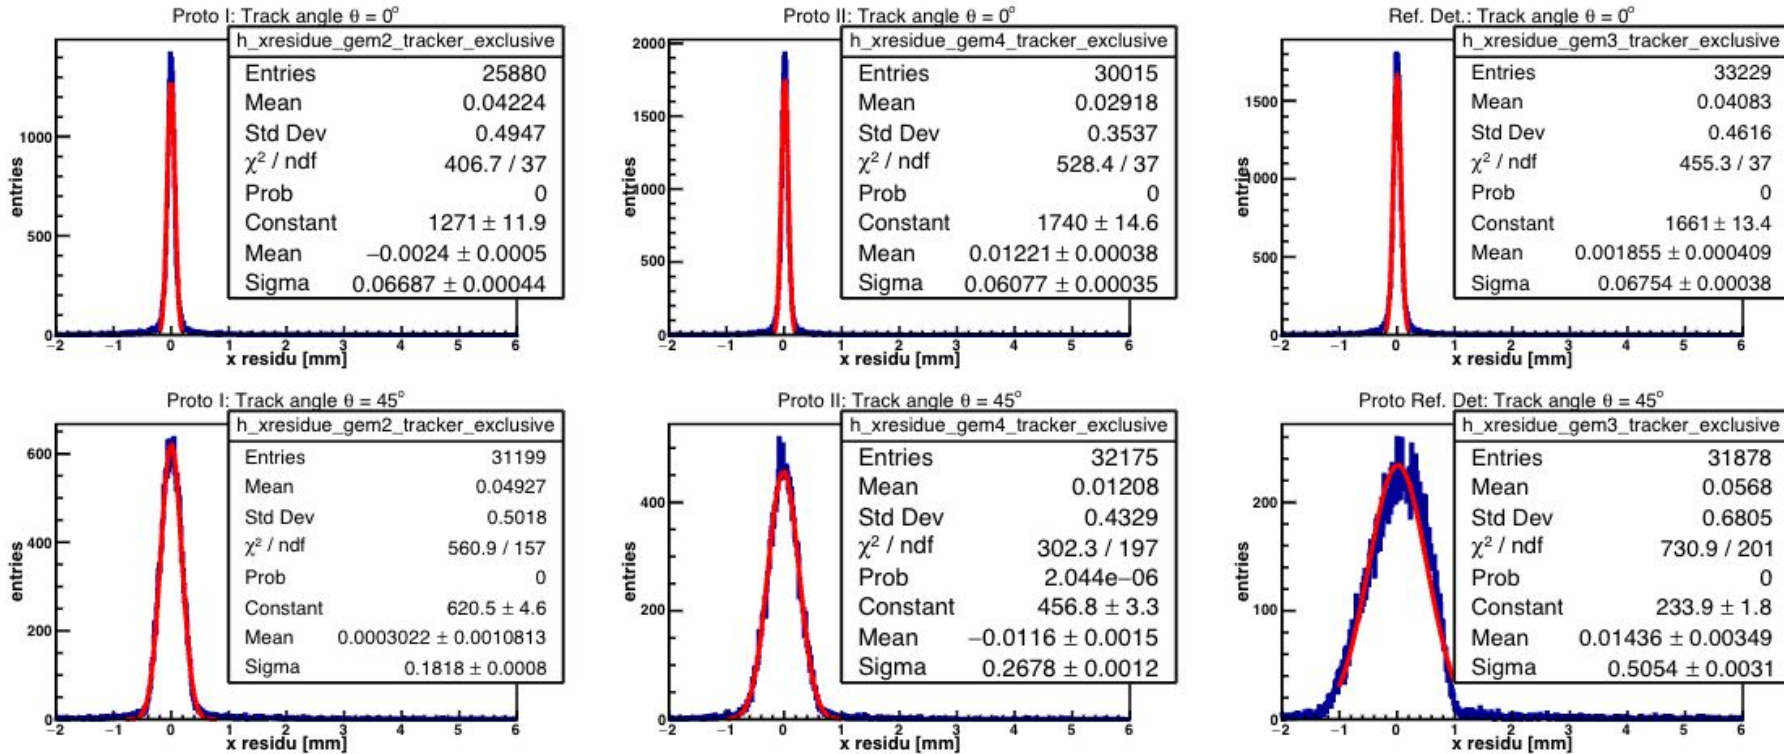 Proto I: Track angle θ = 0°
h_xresidue_gem2_tracker_exclusive
Entries 25880
Mean 0.04224
Std Dev 0.4947
χ² / ndf 406.7 / 37
Prob 0
Constant 1271 ± 11.9
Mean −0.0024 ± 0.0005
Sigma 0.06687 ± 0.00044
entries
1000
500
0
−2 −1 0 1 2 3 4 5 6
x residu [mm]
Proto II: Track angle θ = 0°
h_xresidue_gem4_tracker_exclusive
Entries 30015
Mean 0.02918
Std Dev 0.3537
χ² / ndf 528.4 / 37
Prob 0
Constant 1740 ± 14.6
Mean 0.01221 ± 0.00038
Sigma 0.06077 ± 0.00035
entries
2000
1500
1000
500
0
−2 −1 0 1 2 3 4 5 6
x residu [mm]
Ref. Det.: Track angle θ = 0°
h_xresidue_gem3_tracker_exclusive
Entries 33229
Mean 0.04083
Std Dev 0.4616
χ² / ndf 455.3 / 37
Prob 0
Constant 1661 ± 13.4
Mean 0.001855 ± 0.000409
Sigma 0.06754 ± 0.00038
entries
1500
1000
500
0
−2 −1 0 1 2 3 4 5 6
x residu [mm]
Proto I: Track angle θ = 45°
h_xresidue_gem2_tracker_exclusive
Entries 31199
Mean 0.04927
Std Dev 0.5018
χ² / ndf 560.9 / 157
Prob 0
Constant 620.5 ± 4.6
Mean 0.0003022 ± 0.0010813
Sigma 0.1818 ± 0.0008
entries
600
400
200
0
−2 −1 0 1 2 3 4 5 6
x residu [mm]
Proto II: Track angle θ = 45°
h_xresidue_gem4_tracker_exclusive
Entries 32175
Mean 0.01208
Std Dev 0.4329
χ² / ndf 302.3 / 197
Prob 2.044e−06
Constant 456.8 ± 3.3
Mean −0.0116 ± 0.0015
Sigma 0.2678 ± 0.0012
entries
400
200
0
−2 −1 0 1 2 3 4 5 6
x residu [mm]
Proto Ref. Det: Track angle θ = 45°
h_xresidue_gem3_tracker_exclusive
Entries 31878
Mean 0.0568
Std Dev 0.6805
χ² / ndf 730.9 / 201
Prob 0
Constant 233.9 ± 1.8
Mean 0.01436 ± 0.00349
Sigma 0.5054 ± 0.0031
entries
200
100
0
−2 −1 0 1 2 3 4 5 6
x residu [mm]